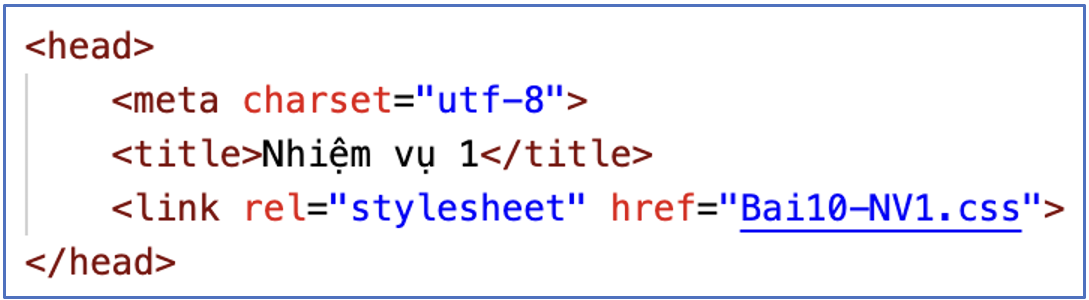 <head>
<meta charset="utf-8">
<title>Nhiệm vụ 1</title>
<link rel="stylesheet" href="Bai10-NV1.css">
</head>